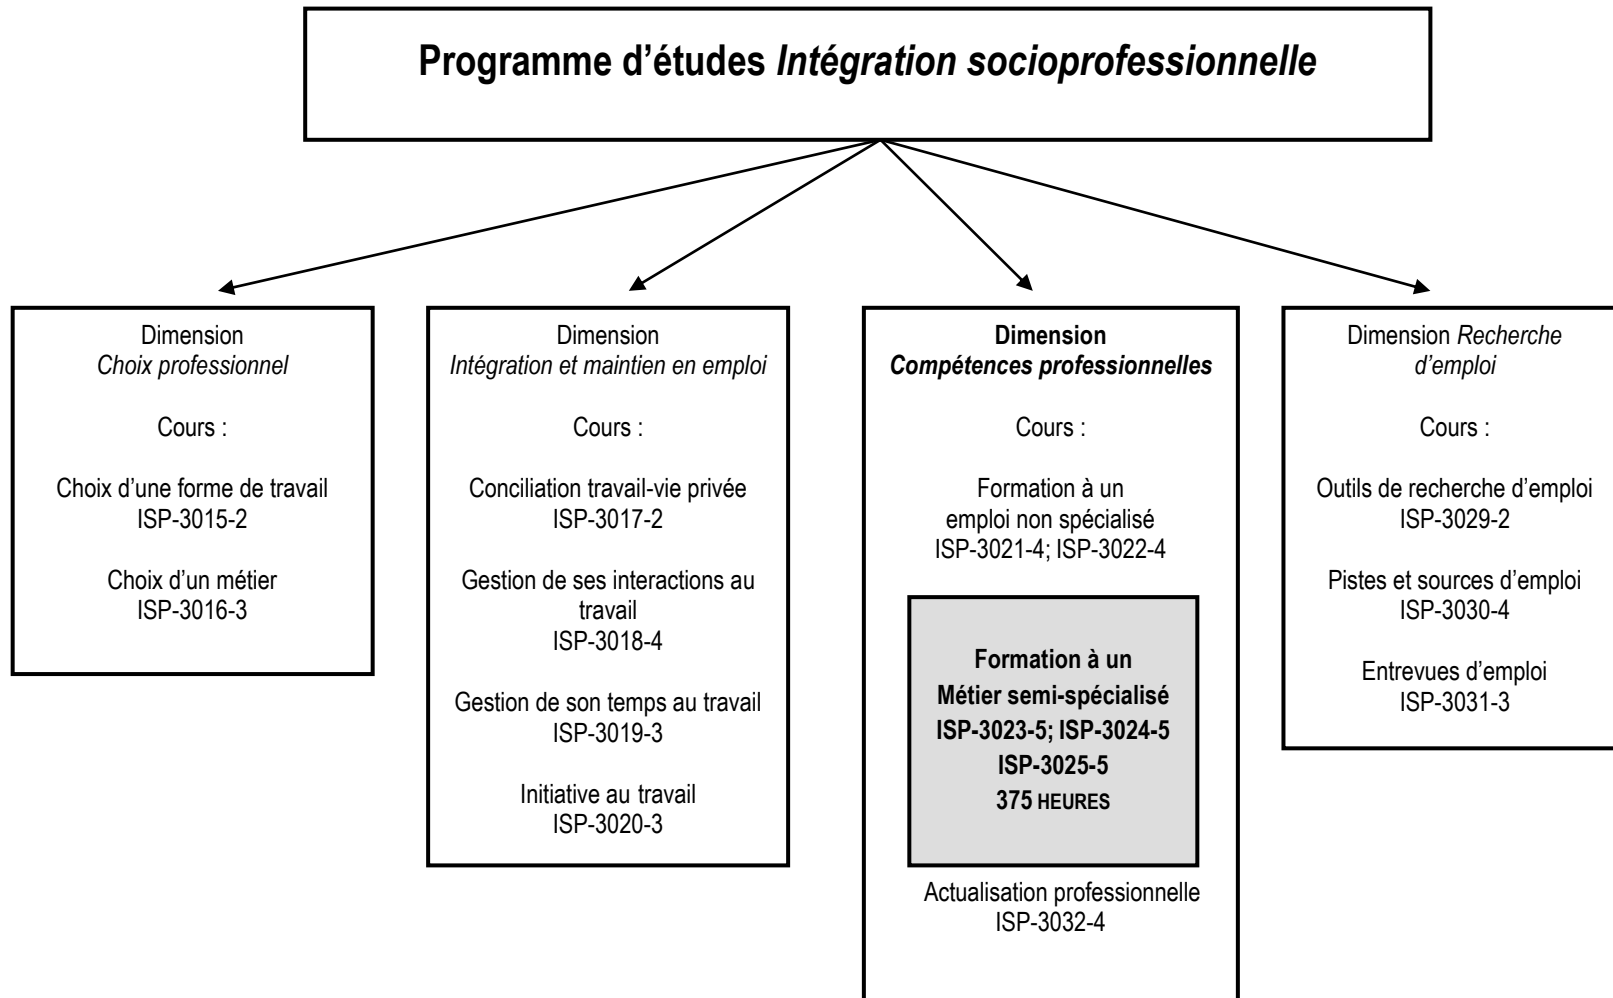 Programme d’études Intégration socioprofessionnelle
Dimension
Choix professionnel
Cours :
Choix d’une forme de travail
ISP-3015-2
Choix d’un métier
ISP-3016-3
Dimension
Intégration et maintien en emploi
Cours :
Conciliation travail-vie privée
ISP-3017-2
Gestion de ses interactions au
travail
ISP-3018-4
Gestion de son temps au travail
ISP-3019-3
Initiative au travail
ISP-3020-3
Dimension
Compétences professionnelles
Cours :
Formation à un
emploi non spécialisé
ISP-3021-4; ISP-3022-4
Formation à un
Métier semi-spécialisé
ISP-3023-5; ISP-3024-5
ISP-3025-5
375 HEURES
Actualisation professionnelle
ISP-3032-4
Dimension Recherche
d’emploi
Cours :
Outils de recherche d’emploi
ISP-3029-2
Pistes et sources d’emploi
ISP-3030-4
Entrevues d’emploi
ISP-3031-3